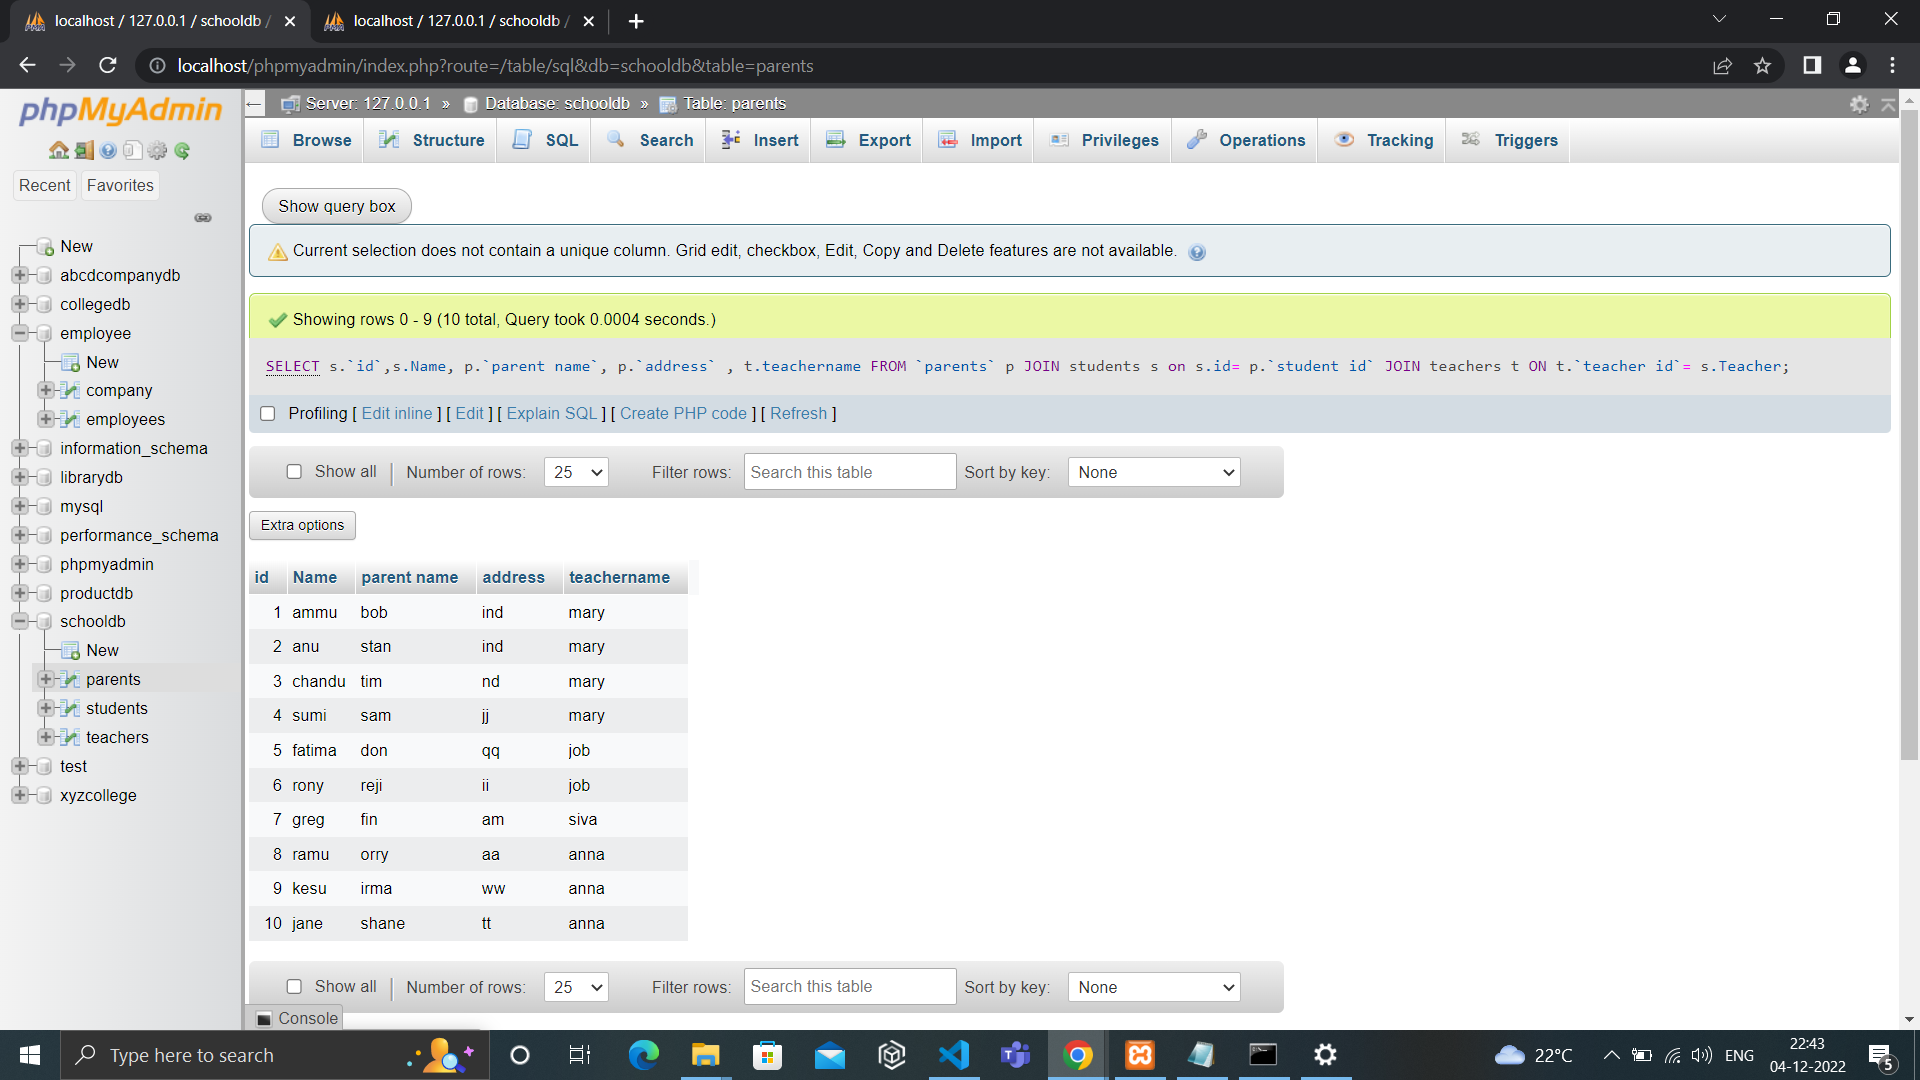 localhost / 127.0.0.1 / schooldb /
localhost / 127.0.0.1 / schooldb /
localhost/phpmyadmin/index.php?route=/table/sql&db=schooldb&table=parents
phpMyAdmin
Recent Favorites
New
abcdcompanydb
collegedb
employee
New
company
employees
information_schema
librarydb
mysql
performance_schema
phpmyadmin
productdb
schooldb
New
parents
students
teachers
test
xyzcollege
Server: 127.0.0.1 » Database: schooldb » Table: parents
Browse Structure SQL Search Insert Export Import Privileges Operations Tracking Triggers
Show query box
Current selection does not contain a unique column. Grid edit, checkbox, Edit, Copy and Delete features are not available.
Showing rows 0 - 9 (10 total, Query took 0.0004 seconds.)
SELECT s.`id`,s.Name, p.`parent name`, p.`address` , t.teachername FROM `parents` p JOIN students s on s.id= p.`student id` JOIN teachers t ON t.`teacher id`= s.Teacher;
Profiling [ Edit inline ] [ Edit ] [ Explain SQL ] [ Create PHP code ] [ Refresh ]
Show all | Number of rows: 25 Filter rows: Search this table Sort by key: None
Extra options
id Name parent name address teachername
1 ammu bob ind mary
2 anu stan ind mary
3 chandu tim nd mary
4 sumi sam jj mary
5 fatima don qq job
6 rony reji ii job
7 greg fin am siva
8 ramu orry aa anna
9 kesu irma ww anna
10 jane shane tt anna
Show all | Number of rows: 25 Filter rows: Search this table Sort by key: None
Console
Type here to search
22°C
ENG
22:43
04-12-2022
5